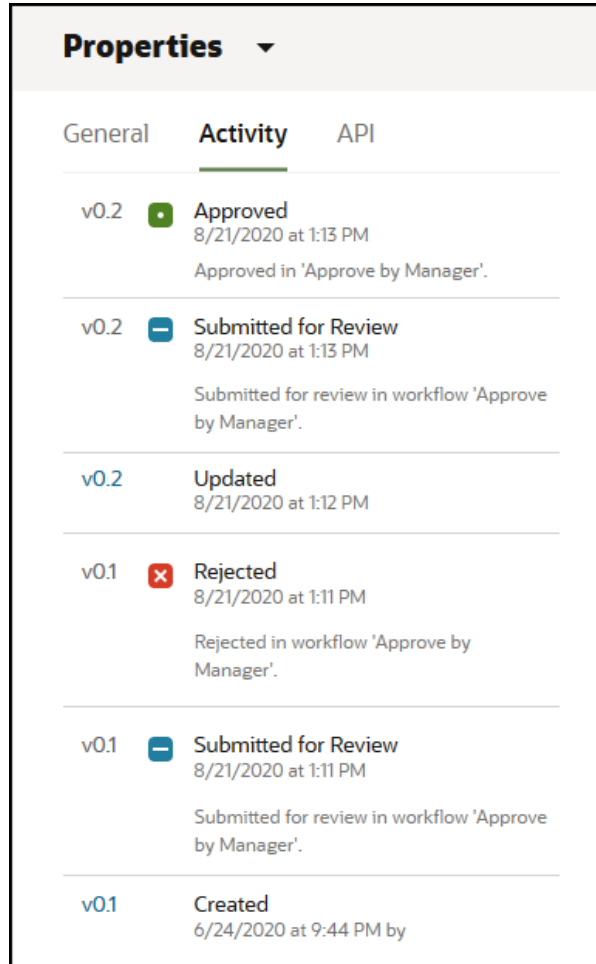 Properties
General Activity API
v0.2 Approved
8/21/2020 at 1:13 PM
Approved in 'Approve by Manager'.
v0.2 Submitted for Review
8/21/2020 at 1:13 PM
Submitted for review in workflow 'Approve
by Manager'.
v0.2 Updated
8/21/2020 at 1:12 PM
v0.1 Rejected
8/21/2020 at 1:11 PM
Rejected in workflow 'Approve by
Manager'.
v0.1 Submitted for Review
8/21/2020 at 1:11 PM
Submitted for review in workflow 'Approve
by Manager'.
v0.1 Created
6/24/2020 at 9:44 PM by